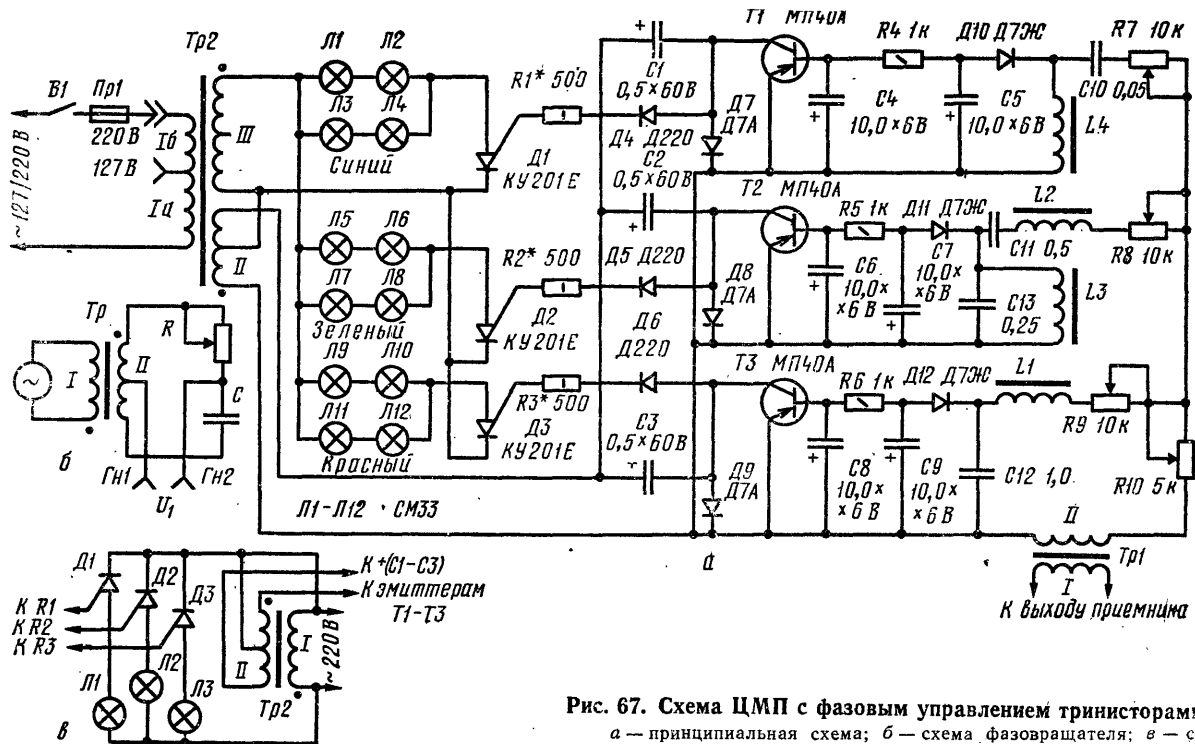 Тр2
В1
Пр1
220 В
127 В
Iб
Iа
~127/220 В
III
II
Л1 Л2
Л3 Л4
Синий
Л5 Л6
Л7 Л8
Зеленый
Л9 Л10
Л11 Л12
Красный
Л1-Л12 · СМ33
R1* 500
Д1
КУ201Е
R2* 500
Д2
КУ201Е
R3* 500
Д3
КУ201Е
+
С1
0,5×60В
Д4 Д220
Д7
Д7А
С2
0,5×60В
+
Д5 Д220
Д8
Д7А
Д6
Д220
С3
0,5×60В
Д9
Д7А
Т1 МП40А
R4 1к
Д10 Д7Ж
R7 10к
С4
10,0×6В
+
С5
10,0×6В
+
С10 0,05
L4
Т2 МП40А
R5 1к
Д11 Д7Ж
L2
С6
10,0×
×6В
+
С7
10,0×
×6В
+
С11 0,5
R8 10к
С13
0,25
L3
Т3 МП40А
R6 1к
Д12 Д7Ж
L1
R9 10к
С8
10,0×
×6В
+
С9
10,0×
×6В
+
С12 1,0
R10 5к
II
Тр1
I
К выходу приемника
а
Тр
R
I
II
С
Гн1
Гн2
U1
б
Д1
Д2
Д3
К R1
К R2
К R3
Л1
Л2
Л3
К +(С1-С3)
К эмиттерам
Т1-Т3
II
I
~220В
Тр2
в
Рис. 67. Схема ЦМП с фазовым управлением тринисторами
а — принципиальная схема; б — схема фазовращателя; в —